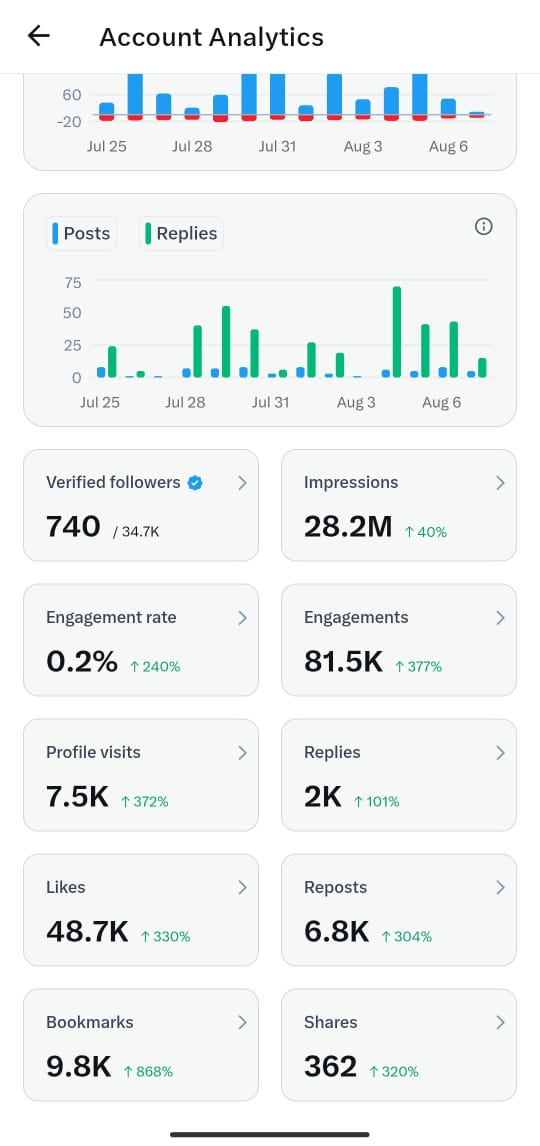 Account Analytics
60
-20
Jul 25 Jul 28 Jul 31 Aug 3 Aug 6
Posts Replies
75
50
25
0
Jul 25 Jul 28 Jul 31 Aug 3 Aug 6
Verified followers
740 / 34.7K
Impressions
28.2M ↑ 40%
Engagement rate
0.2% ↑ 240%
Engagements
81.5K ↑ 377%
Profile visits
7.5K ↑ 372%
Replies
2K ↑ 101%
Likes
48.7K ↑ 330%
Reposts
6.8K ↑ 304%
Bookmarks
9.8K ↑ 868%
Shares
362 ↑ 320%